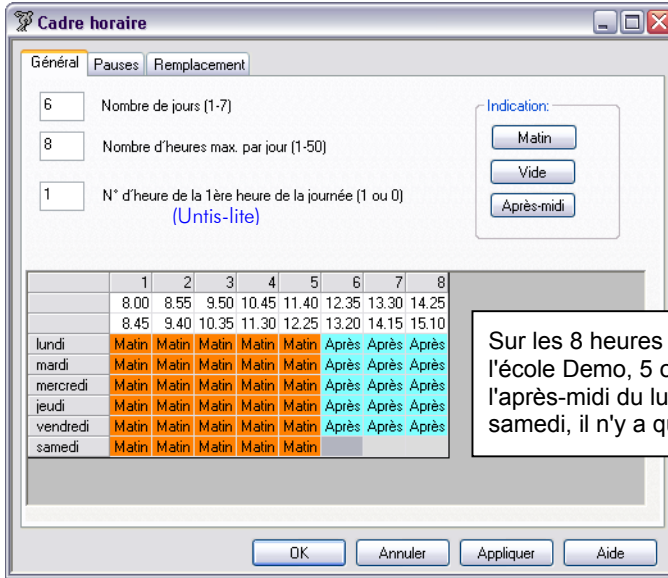 Cadre horaire
Général Pauses Remplacement
6 Nombre de jours (1-7)
8 Nombre d´heures max. par jour (1-50)
1 N° d´heure de la 1ère heure de la journée (1 ou 0)
(Untis-lite)
Indication:
Matin
Vide
Après-midi
1 2 3 4 5 6 7 8
8.00 8.55 9.50 10.45 11.40 12.35 13.30 14.25
8.45 9.40 10.35 11.30 12.25 13.20 14.15 15.10
lundi Matin Matin Matin Matin Matin Après Après Après
mardi Matin Matin Matin Matin Matin Après Après Après
mercredi Matin Matin Matin Matin Matin Après Après Après
jeudi Matin Matin Matin Matin Matin Après Après Après
vendredi Matin Matin Matin Matin Matin Après Après Après
samedi Matin Matin Matin Matin Matin
Sur les 8 heures
l'école Demo, 5
l'après-midi du
samedi, il n'y a
OK Annuler Appliquer Aide